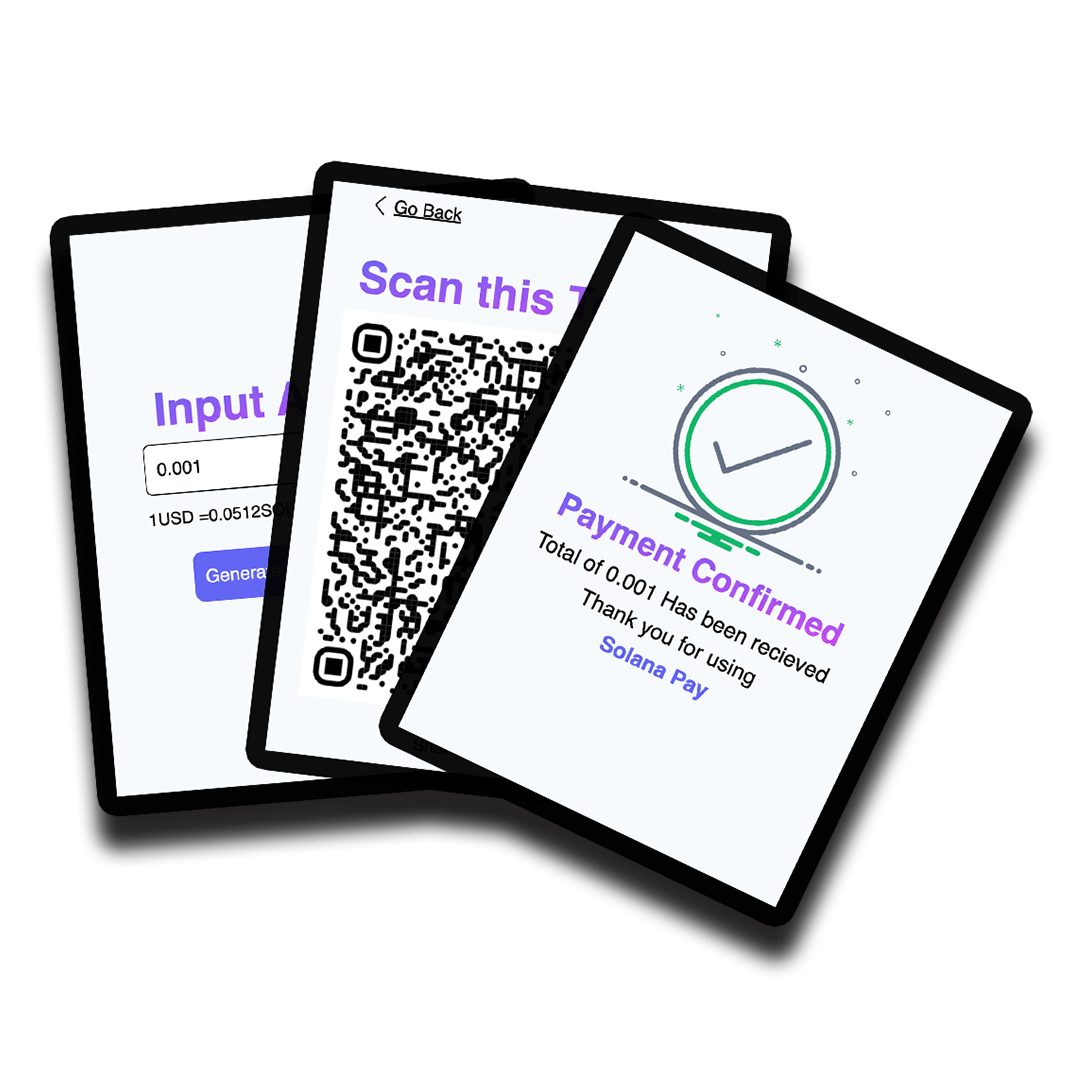 Input
0.001
1USD =0.0512SOL
Go Back
Scan this
Payment Confirmed
Total of 0.001 Has been recieved
Thank you for using
Solana Pay